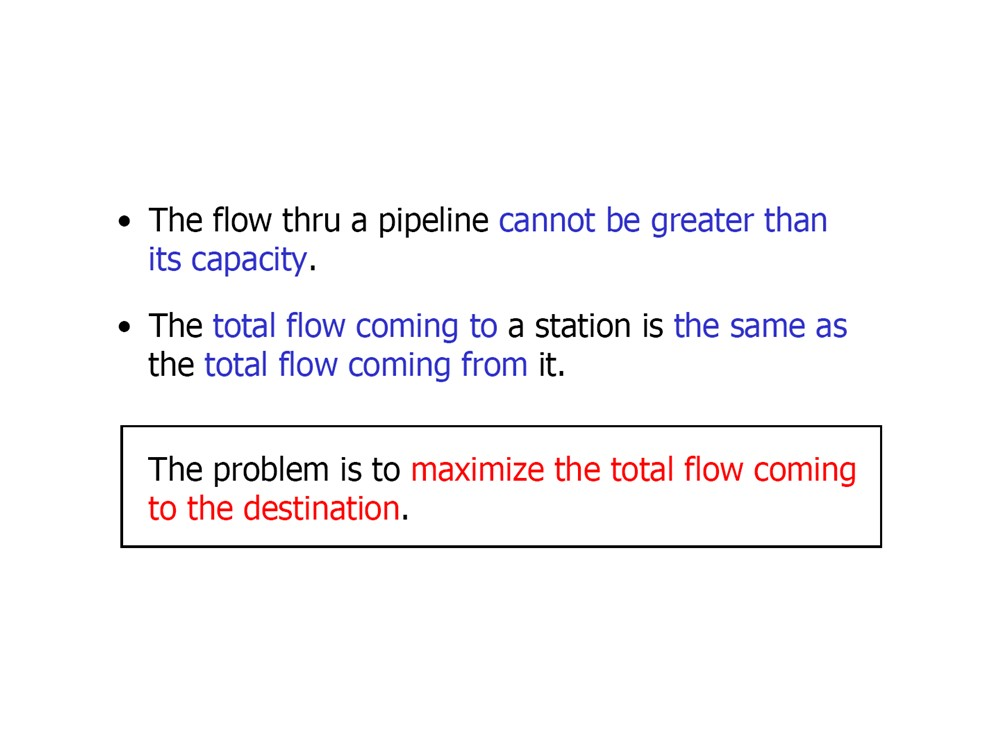 • The flow thru a pipeline cannot be greater than
its capacity.
• The total flow coming to a station is the same as
the total flow coming from it.
The problem is to maximize the total flow coming
to the destination.